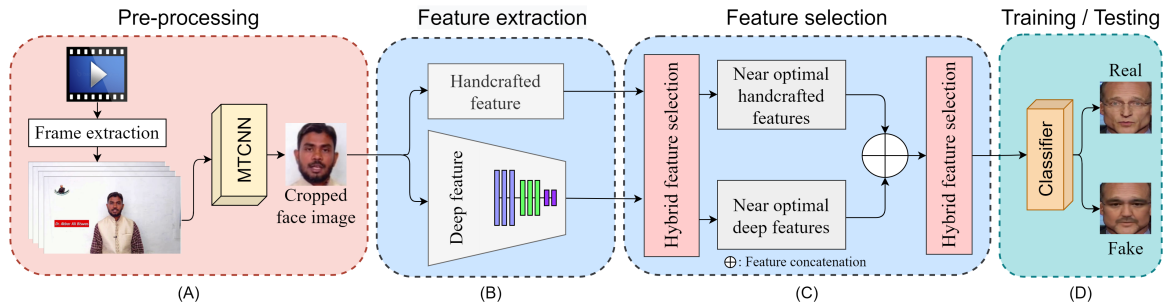 Pre-processing
Frame extraction
MTCNN
Cropped
face image
(A)
Feature extraction
Handcrafted
feature
Deep feature
(B)
Feature selection
Hybrid feature selection
Near optimal
handcrafted
features
Near optimal
deep features
Hybrid feature selection
: Feature concatenation
(C)
Training / Testing
Classifier
Real
Fake
(D)